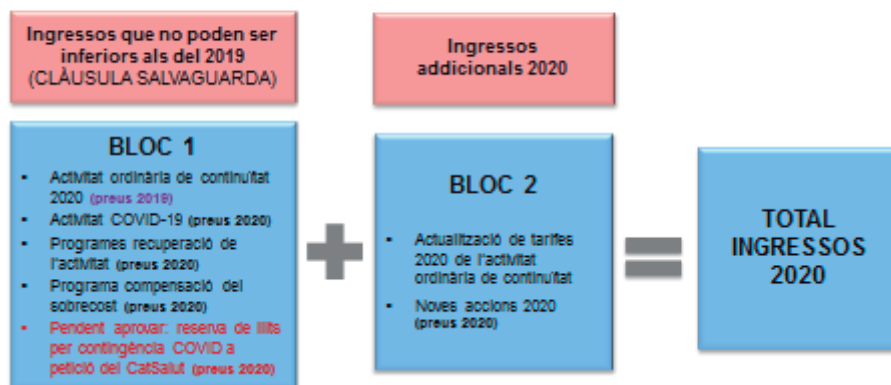 Ingressos que no poden ser
inferiors als del 2019
(CLÀUSULA SALVAGUARDA)
Ingressos
addicionals 2020
BLOC 1
▪ Activitat ordinària de continuïtat
2020 (preus 2019)
▪ Activitat COVID-19 (preus 2020)
▪ Programes recuperació de
l'activitat (preus 2020)
▪ Programa compensació del
sobrecost (preus 2020)
▪ Pendent aprovar: reserva de llits
per contingència COVID a
petició del CatSalut (preus 2020)
BLOC 2
▪ Actualització de tarifes
2020 de l'activitat
ordinària de continuïtat
▪ Noves accions 2020
(preus 2020)
TOTAL
INGRESSOS
2020